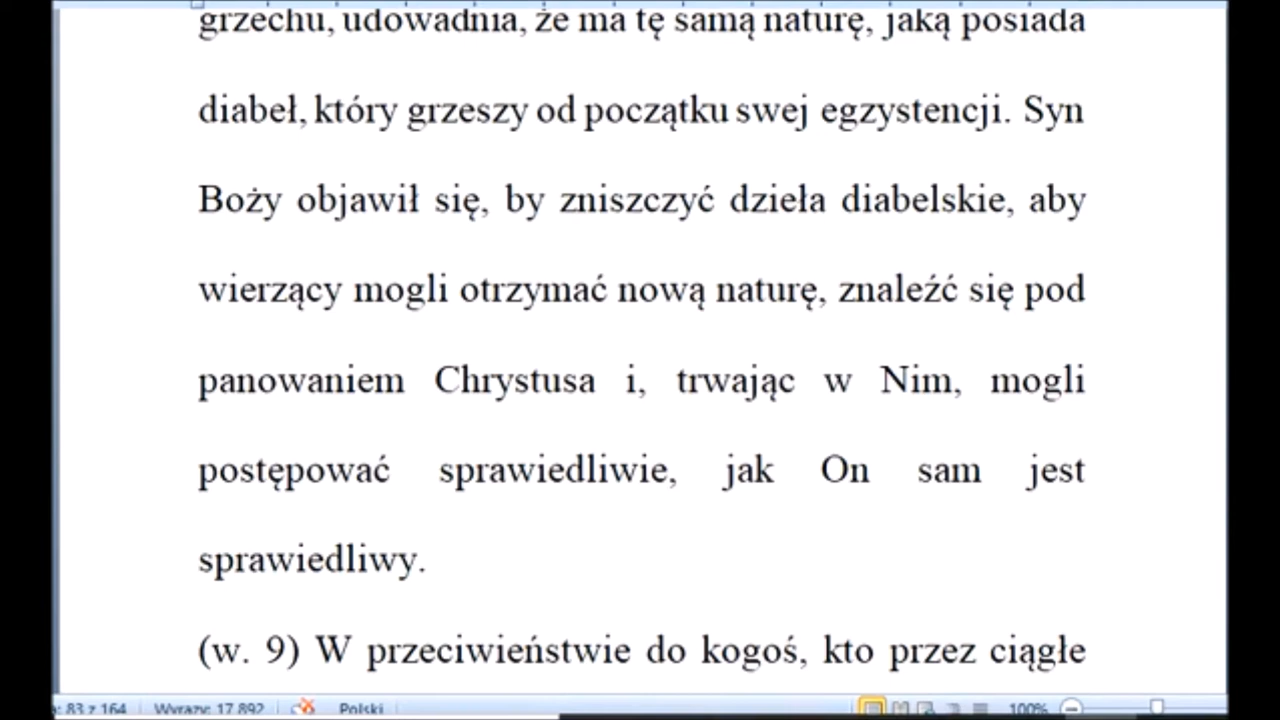 grzechu, udowadnia, że ma tę samą naturę, jaką posiada
diabeł, który grzeszy od początku swej egzystencji. Syn
Boży objawił się, by zniszczyć dzieła diabelskie, aby
wierzący mogli otrzymać nową naturę, znaleźć się pod
panowaniem Chrystusa i, trwając w Nim, mogli
postępować sprawiedliwie, jak On sam jest
sprawiedliwy.
(w. 9) W przeciwieństwie do kogoś, kto przez ciągłe
: 83 z 164 Wyrazy: 17 892 Polski 100%